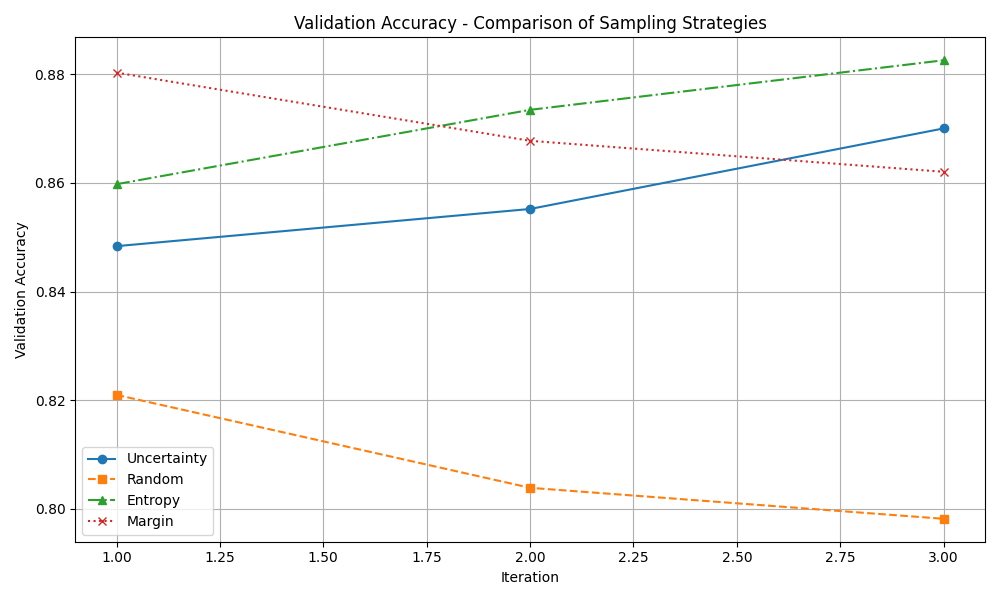 Validation Accuracy - Comparison of Sampling Strategies
Validation Accuracy
0.88
0.86
0.84
0.82
0.80
Uncertainty
Random
Entropy
Margin
1.00 1.25 1.50 1.75 2.00 2.25 2.50 2.75 3.00
Iteration